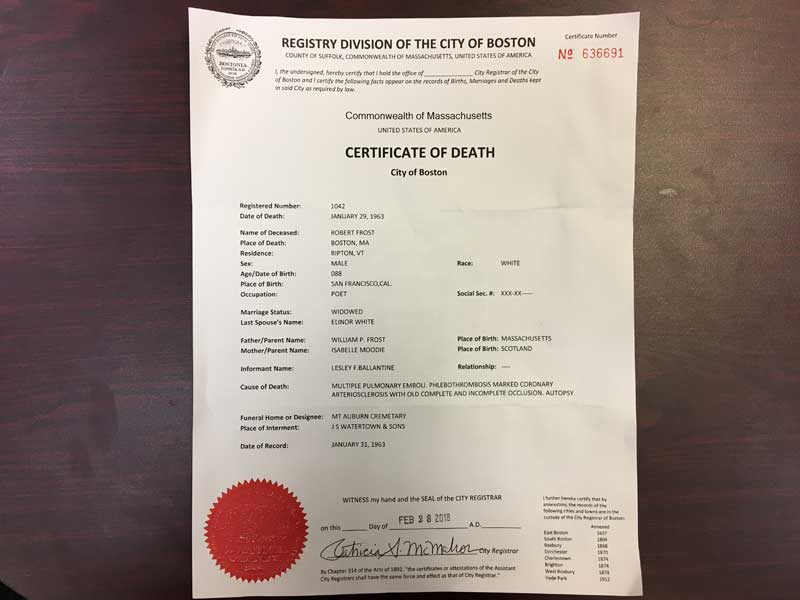 REGISTRY DIVISION OF THE CITY OF BOSTON
COUNTY OF SUFFOLK, COMMONWEALTH OF MASSACHUSETTS, UNITED STATES OF AMERICA
Certificate Number
No 636691
I, the undersigned, hereby certify that I hold the office of ____________ City Registrar of the City
of Boston and I certify the following facts appear on the records of Births, Marriages and Deaths kept
in said City as required by law.
Commonwealth of Massachusetts
UNITED STATES OF AMERICA
CERTIFICATE OF DEATH
City of Boston
Registered Number: 1042
Date of Death: JANUARY 29, 1963
Name of Deceased: ROBERT FROST
Place of Death: BOSTON, MA
Residence: RIPTON, VT
Sex: MALE Race: WHITE
Age/Date of Birth: 088
Place of Birth: SAN FRANCISCO,CAL.
Occupation: POET Social Sec. #: XXX-XX-----
Marriage Status: WIDOWED
Last Spouse's Name: ELINOR WHITE
Father/Parent Name: WILLIAM P. FROST Place of Birth: MASSACHUSETTS
Mother/Parent Name: ISABELLE MOODIE Place of Birth: SCOTLAND
Informant Name: LESLEY F.BALLANTINE Relationship: ----
Cause of Death: MULTIPLE PULMONARY EMBOLI. PHLEBOTHROMBOSIS MARKED CORONARY
ARTERIOSCLEROSIS WITH OLD COMPLETE AND INCOMPLETE OCCLUSION. AUTOPSY.
Funeral Home or Designee: MT AUBURN CREMETARY
Place of Interment: J S WATERTOWN & SONS
Date of Record: JANUARY 31, 1963
WITNESS my hand and the SEAL of the CITY REGISTRAR
on this ______ Day of FEB 28 2018 A.D.________
Patricia A. McMahon City Registrar
By Chapter 314 of the Acts of 1892, "the certificates or attestations of the Assistant
City Registrars shall have the same force and effect as that of City Registrar."
I further hereby certify that by
annexation, the records of the
following cities and towns are in the
custody of the City Registrar of Boston:
Annexed
East Boston 1637
South Boston 1804
Roxbury 1868
Dorchester 1870
Charlestown 1874
Brighton 1874
West Roxbury 1874
Hyde Park 1912